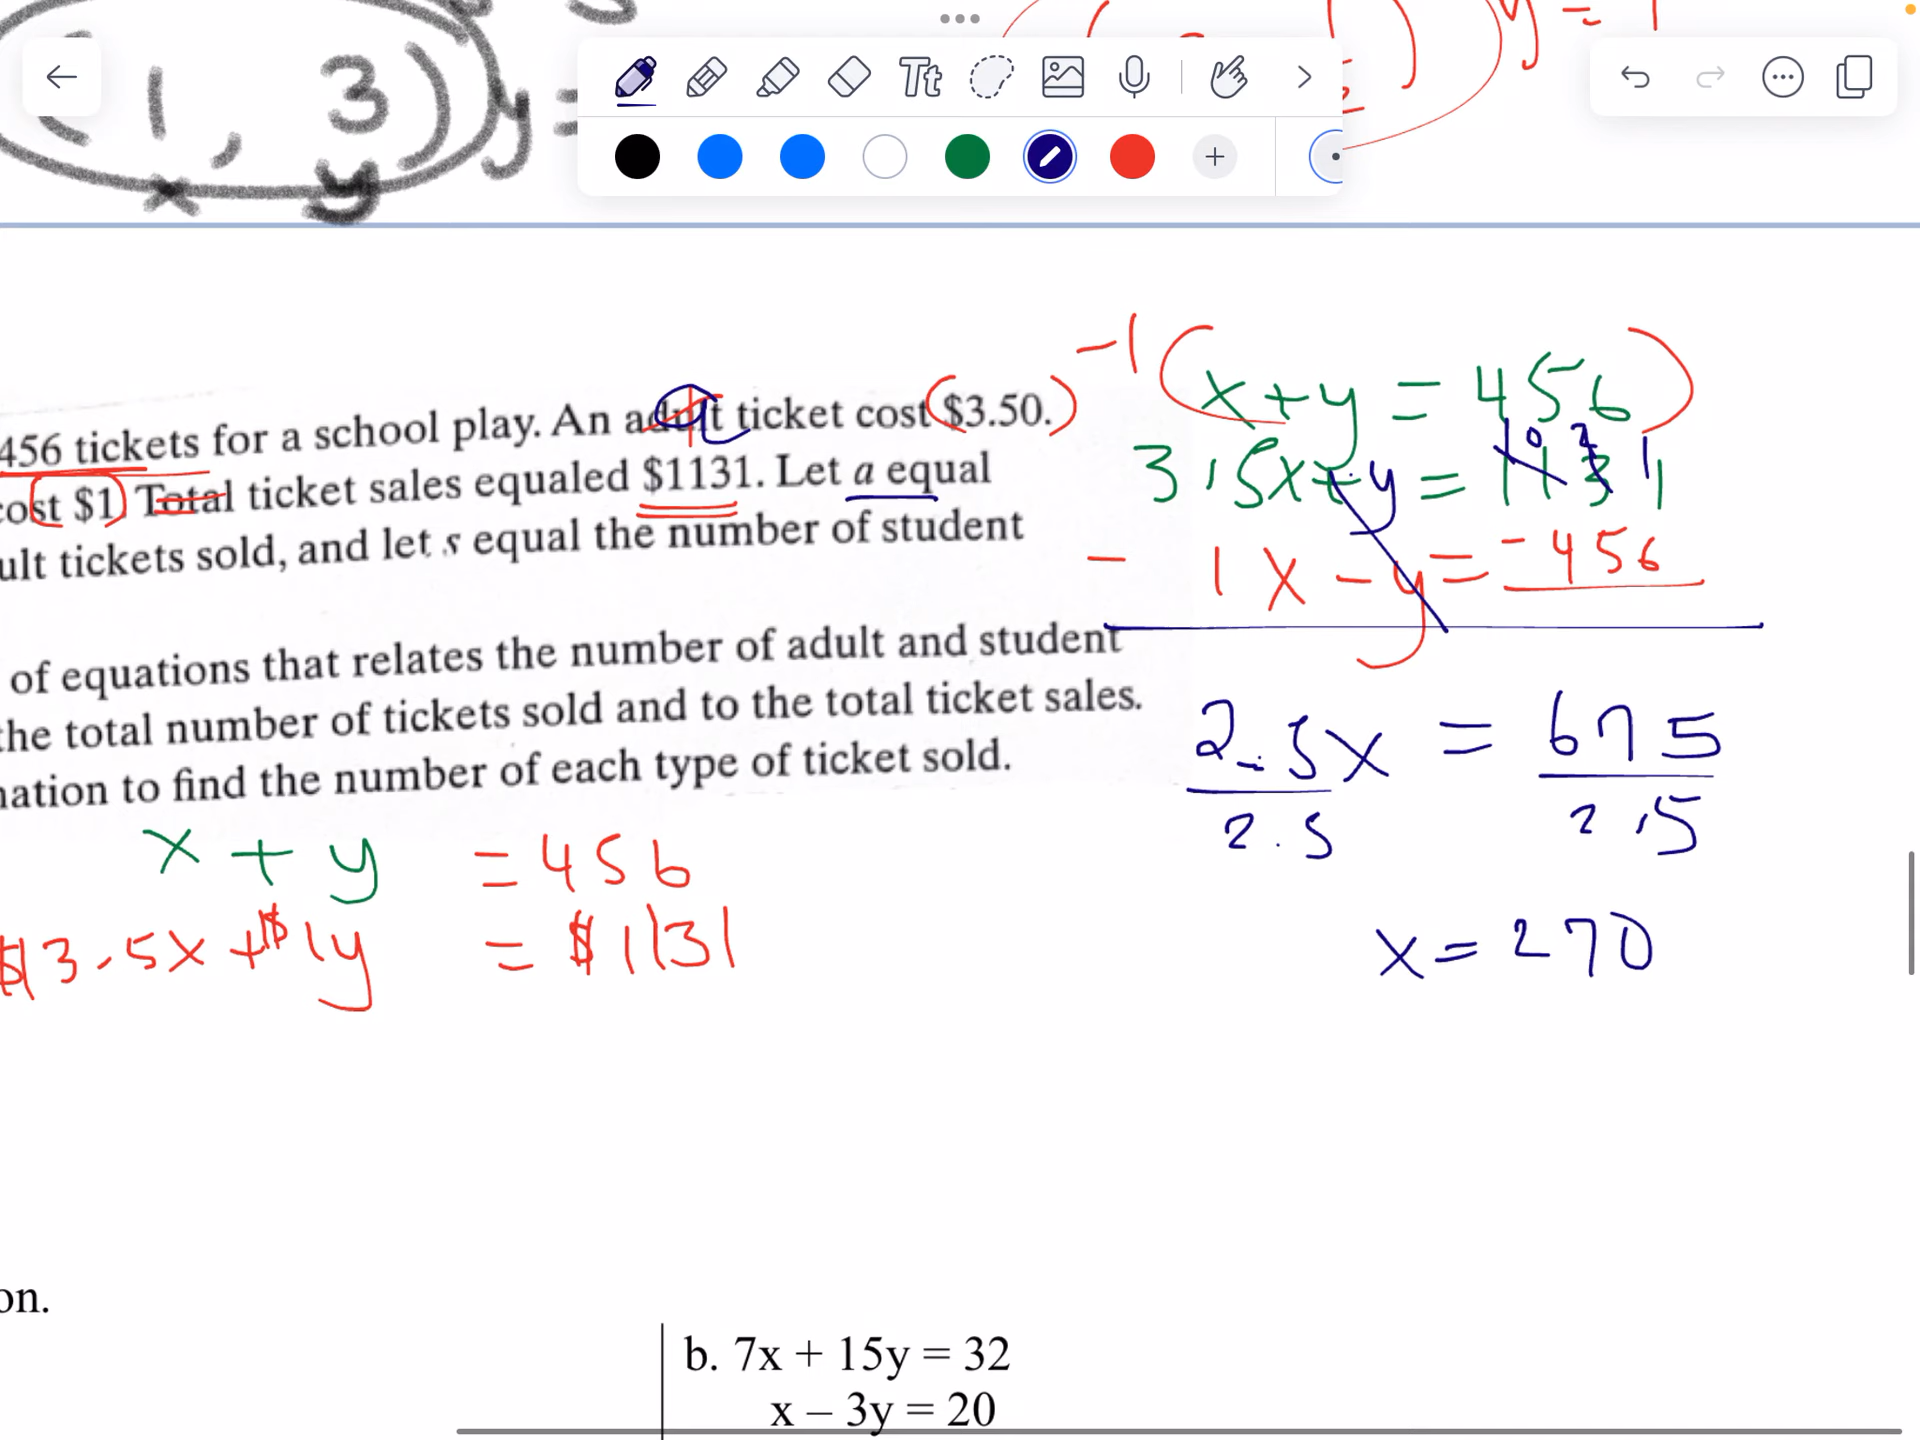 (1, 3) y=
x y
y=1
Tt
456 tickets for a school play. An adult ticket cost $3.50.
cost $1 Total ticket sales equaled $1131. Let a equal
ult tickets sold, and let s equal the number of student
of equations that relates the number of adult and student
the total number of tickets sold and to the total ticket sales.
nation to find the number of each type of ticket sold.
x + y = 456
$3.5x + $1y = $1131
-1(x+y = 456)
3.5x+y = 1131
- 1x - y = -456
2.5x = 675
2.5 2.5
x = 270
on.
b. 7x + 15y = 32
x – 3y = 20